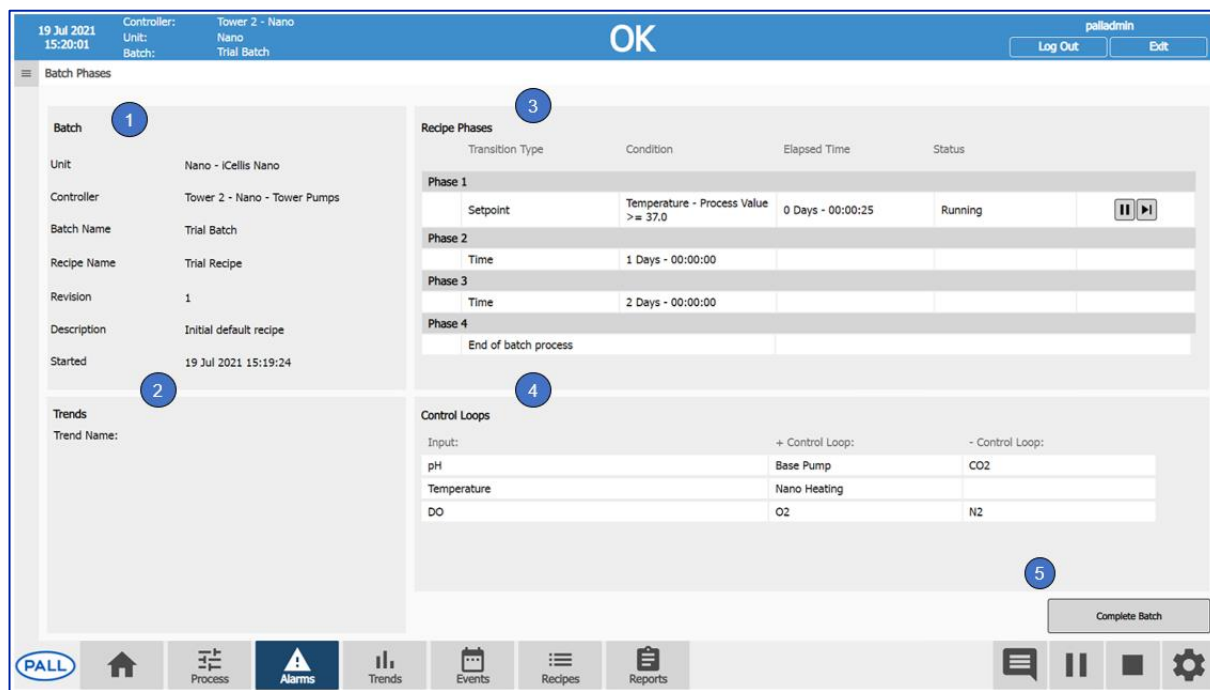 19 Jul 2021
15:20:01
Controller: Tower 2 - Nano
Unit: Nano
Batch: Trial Batch
OK
palladmin
Log Out Exit
Batch Phases
1
Batch
Unit Nano - iCellis Nano
Controller Tower 2 - Nano - Tower Pumps
Batch Name Trial Batch
Recipe Name Trial Recipe
Revision 1
Description Initial default recipe
Started 19 Jul 2021 15:19:24
2
Trends
Trend Name:
3
Recipe Phases
Transition Type Condition Elapsed Time Status
Phase 1
Setpoint Temperature - Process Value >= 37.0 0 Days - 00:00:25 Running
Phase 2
Time 1 Days - 00:00:00
Phase 3
Time 2 Days - 00:00:00
Phase 4
End of batch process
4
Control Loops
Input: + Control Loop: - Control Loop:
pH Base Pump CO2
Temperature Nano Heating
DO O2 N2
5
Complete Batch
PALL
Process
Alarms
Trends
Events
Recipes
Reports